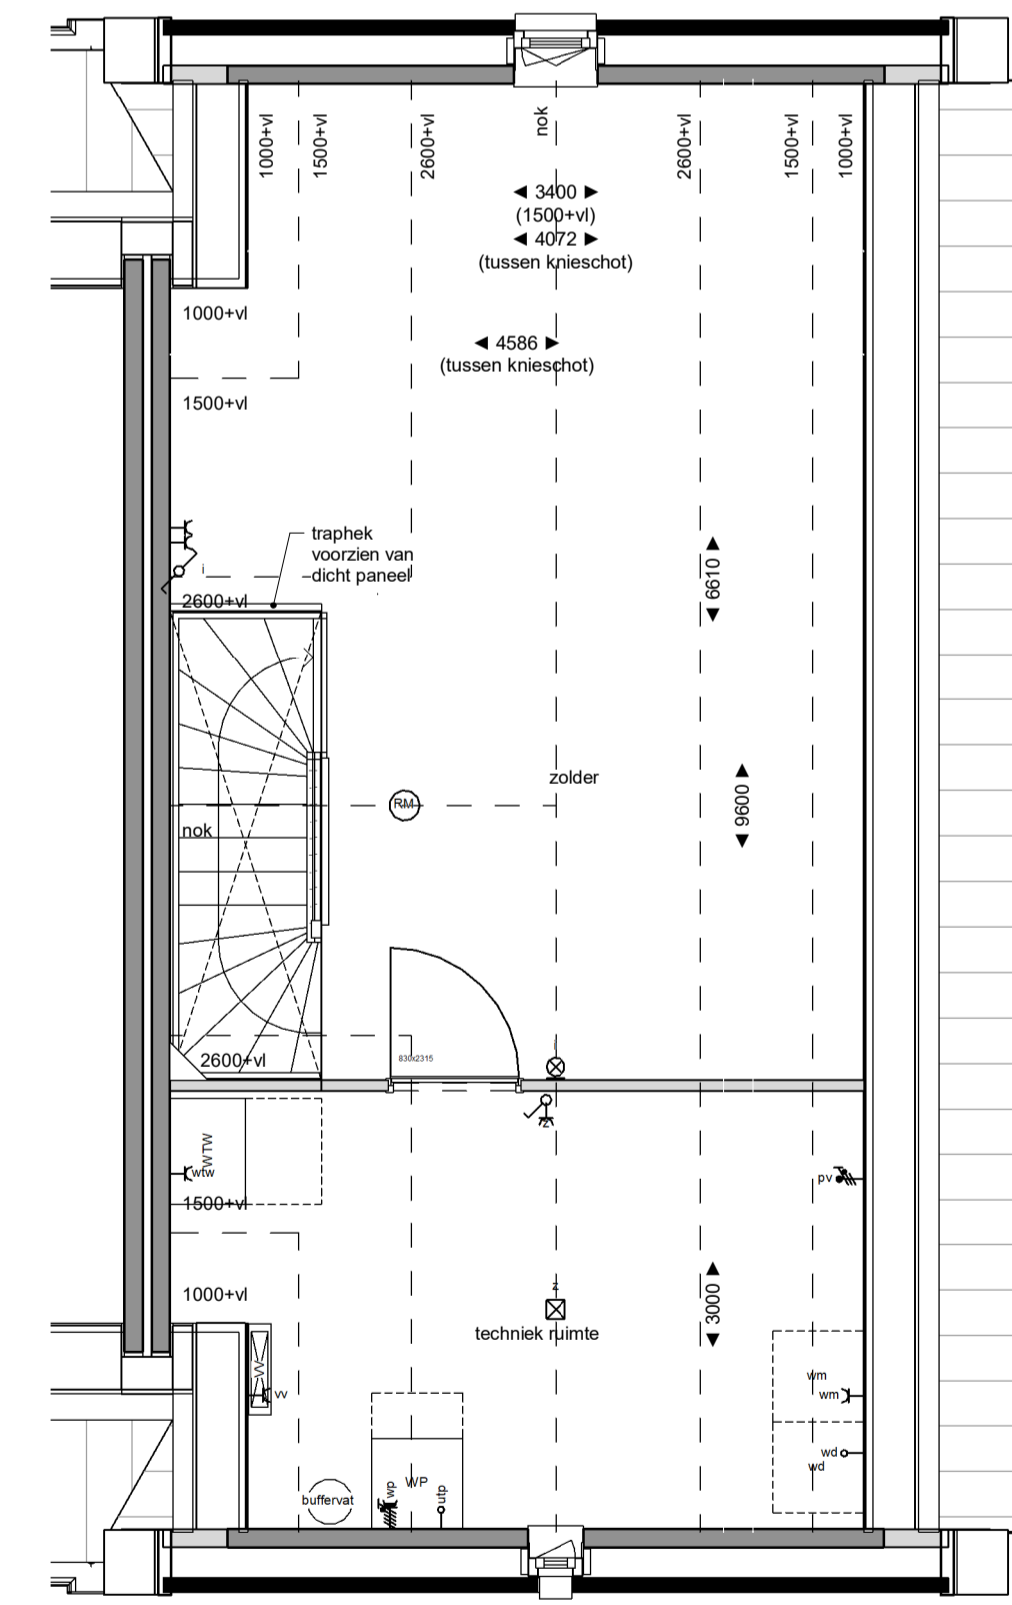 1000+vl
1500+vl
2600+vl
nok
2600+vl
1500+vl
1000+vl
3400
(1500+vl)
4072
(tussen knieschot)
1000+vl
4586
(tussen knieschot)
1500+vl
traphek
voorzien van
dicht paneel
i
2600+vl
6610
zolder
9600
RM
nok
i
830x2315
2600+vl
z
WTW
wtw
pv
1500+vl
z
1000+vl
3000
techniek ruimte
VV
vv
wm
wm
wd
wd
WP
wp
utp
buffervat